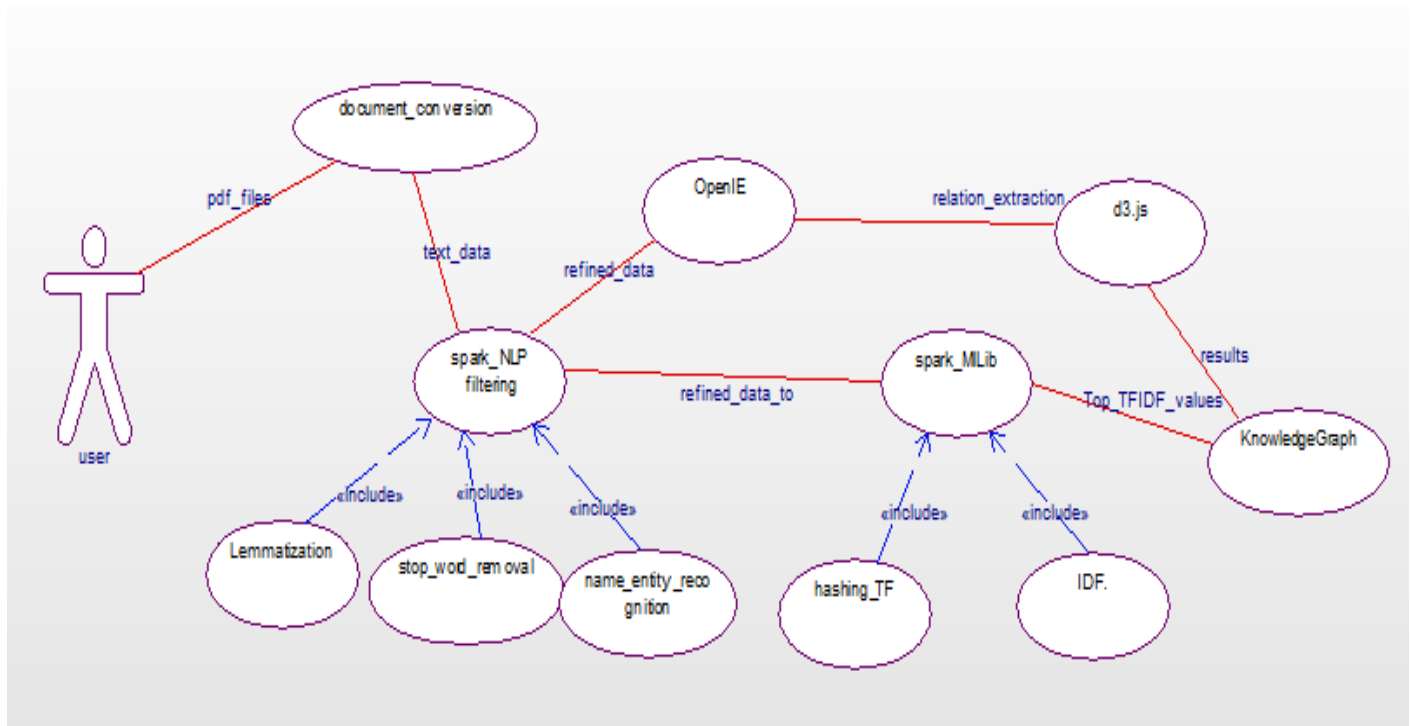 document_conversion
pdf_files
OpenIE
relation_extraction
d3.js
text_data
refined_data
spark_NLP
filtering
spark_MlLib
refined_data_to
results
Top_TFIDF_values
KnowledgeGraph
user
«include»
«include»
«include»
«include»
«include»
Lemmatization
stop_word_removal
name_entity_reco
gnition
hashing_TF
IDF.